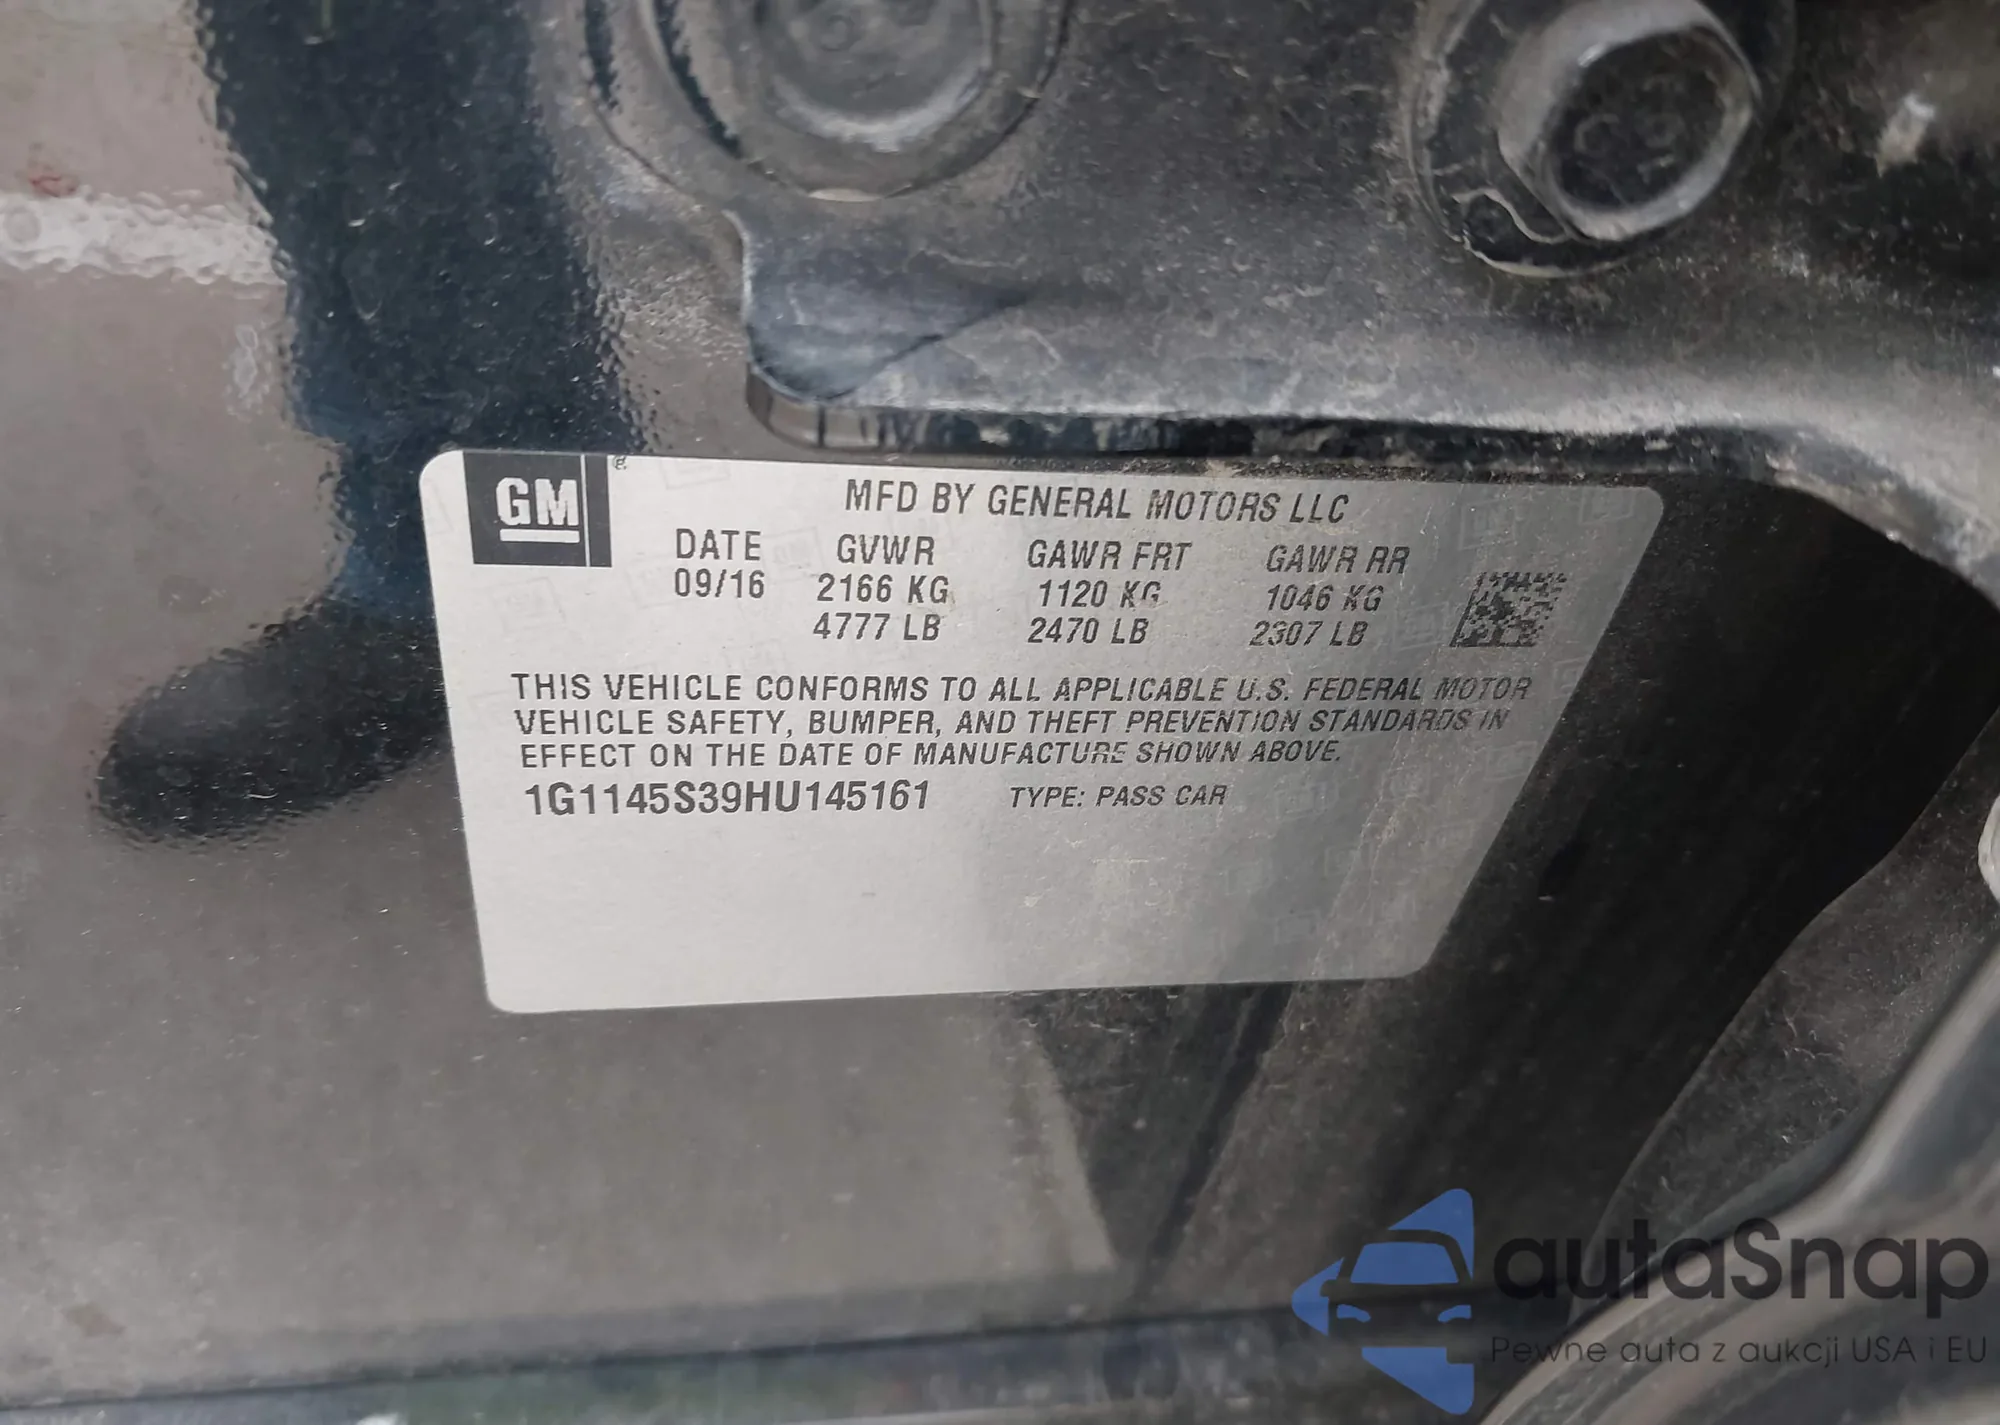 GM
MFD BY GENERAL MOTORS LLC
DATE GVWR GAWR FRT GAWR RR
09/16 2166 KG 1120 KG 1046 KG
4777 LB 2470 LB 2307 LB
THIS VEHICLE CONFORMS TO ALL APPLICABLE U.S. FEDERAL MOTOR
VEHICLE SAFETY, BUMPER, AND THEFT PREVENTION STANDARDS IN
EFFECT ON THE DATE OF MANUFACTURE SHOWN ABOVE.
1G1145S39HU145161 TYPE: PASS CAR
autaSnap
Pewne auta z aukcji USA i EU